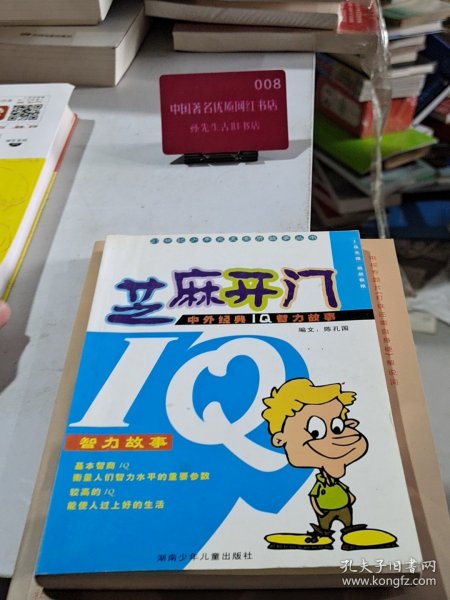 008
中国著名优质网红书店
孙先生古旧书店
芝麻开门
中外经典IQ智力故事
编文：陈孔国
IQ
智力故事
基本智商IQ
衡量人们智力水平的重要参数
较高的IQ
能使人过上好的生活
湖南少年儿童出版社
孔夫子旧书网
www.kongfz.com